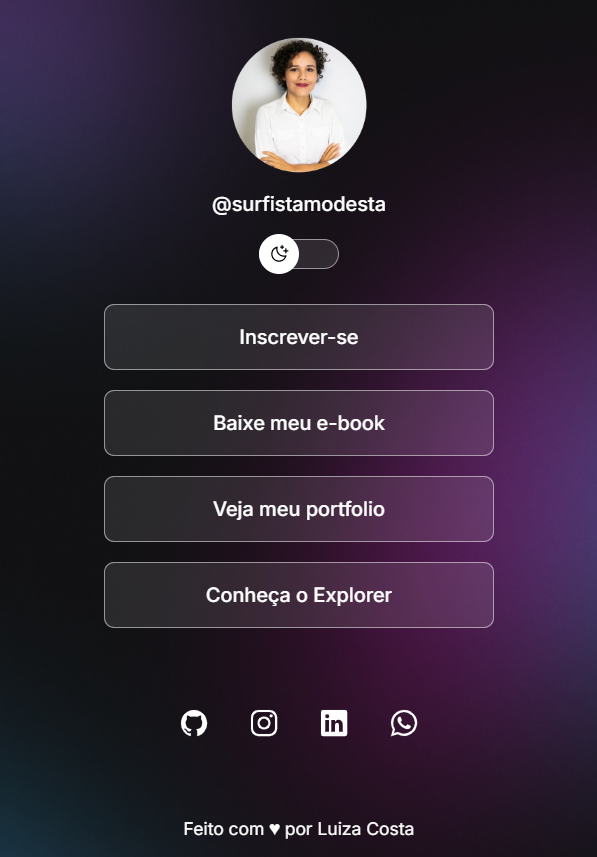 @surfistamodesta
Inscrever-se
Baixe meu e-book
Veja meu portfolio
Conheça o Explorer
Feito com ♥ por Luiza Costa